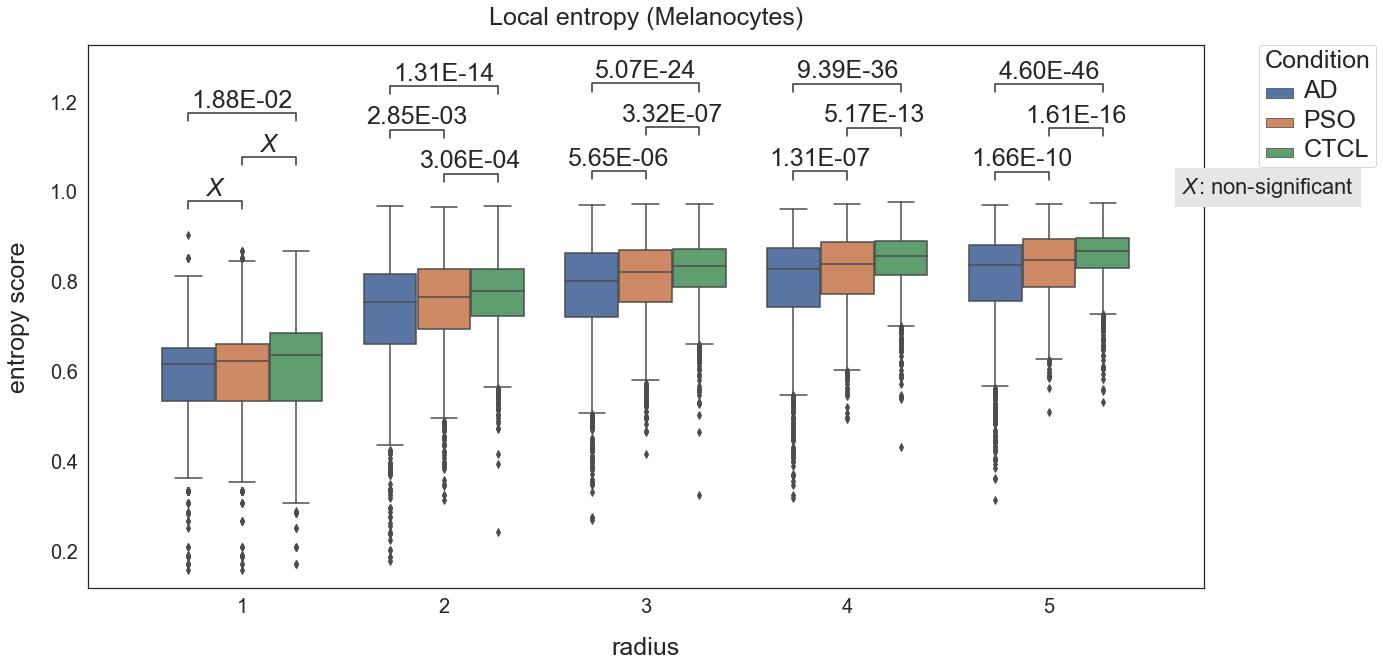 Local entropy (Melanocytes)
entropy score
1.2
1.0
0.8
0.6
0.4
0.2
1.88E-02
X
X
1.31E-14
2.85E-03
3.06E-04
5.07E-24
3.32E-07
5.65E-06
9.39E-36
5.17E-13
1.31E-07
4.60E-46
1.61E-16
1.66E-10
1
2
3
4
5
radius
Condition
AD
PSO
CTCL
X: non-significant